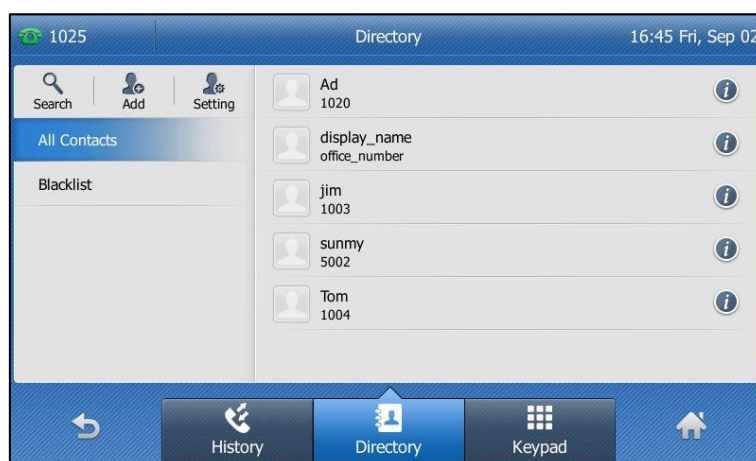 1025
Directory
16:45 Fri, Sep 02
Search
Add
Setting
All Contacts
Blacklist
Ad
1020
display_name
office_number
jim
1003
sunmy
5002
Tom
1004
History
Directory
Keypad